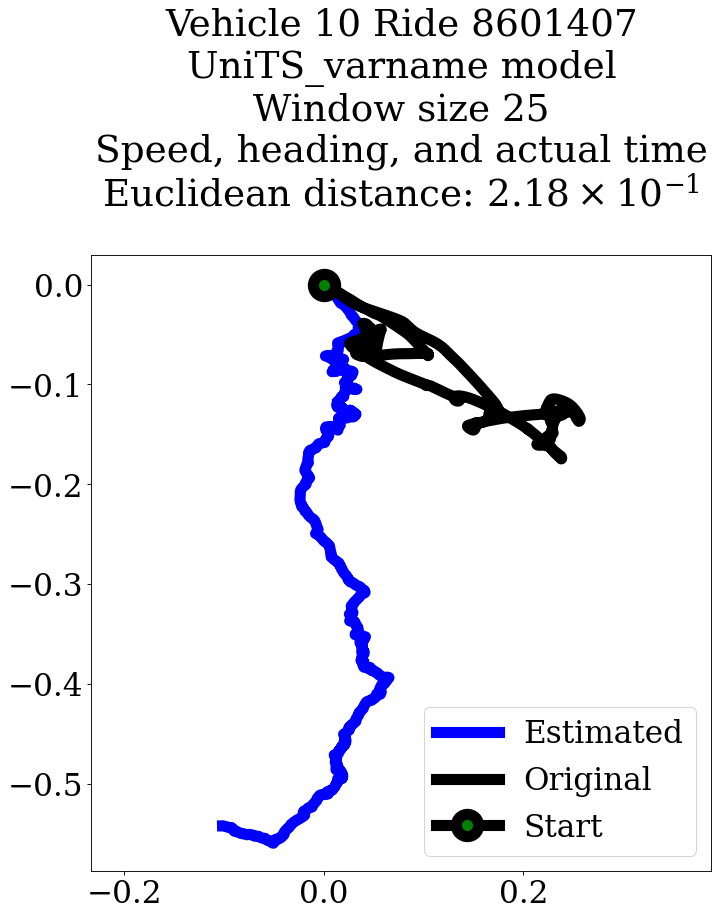 Vehicle 10 Ride 8601407
UniTS_varname model
Window size 25
Speed, heading, and actual time
Euclidean distance: 2.18 × 10⁻¹
0.0
−0.1
−0.2
−0.3
−0.4
−0.5
Estimated
Original
Start
−0.2
0.0
0.2